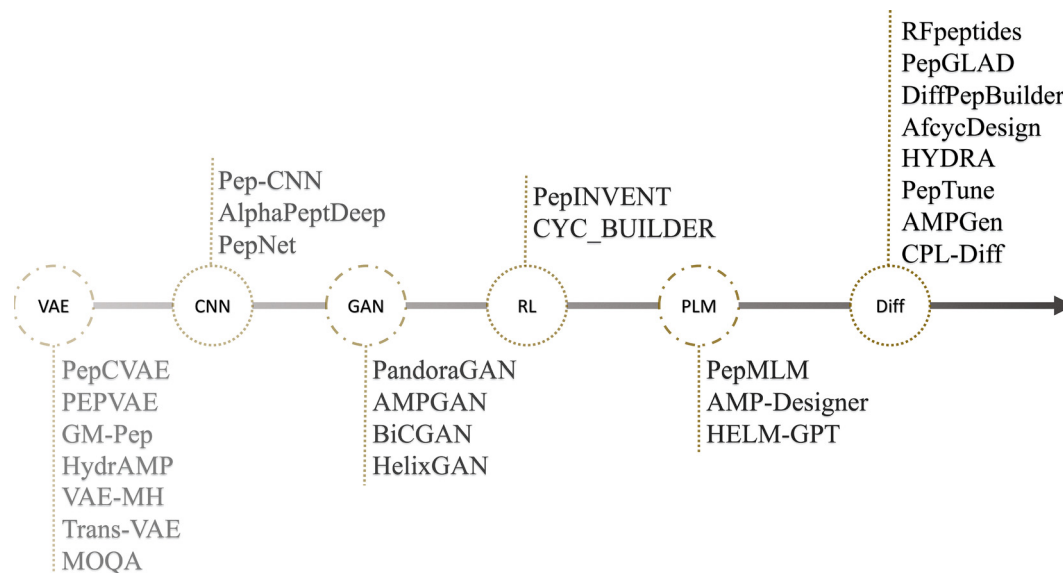 RFpeptides
PepGLAD
DiffPepBuilder
AfcycDesign
HYDRA
PepTune
AMPGen
CPL-Diff
Pep-CNN
AlphaPeptDeep
PepNet
PepINVENT
CYC_BUILDER
VAE
CNN
GAN
RL
PLM
Diff
PepCVAE
PEPVAE
GM-Pep
HydrAMP
VAE-MH
Trans-VAE
MOQA
PandoraGAN
AMPGAN
BiCGAN
HelixGAN
PepMLM
AMP-Designer
HELM-GPT